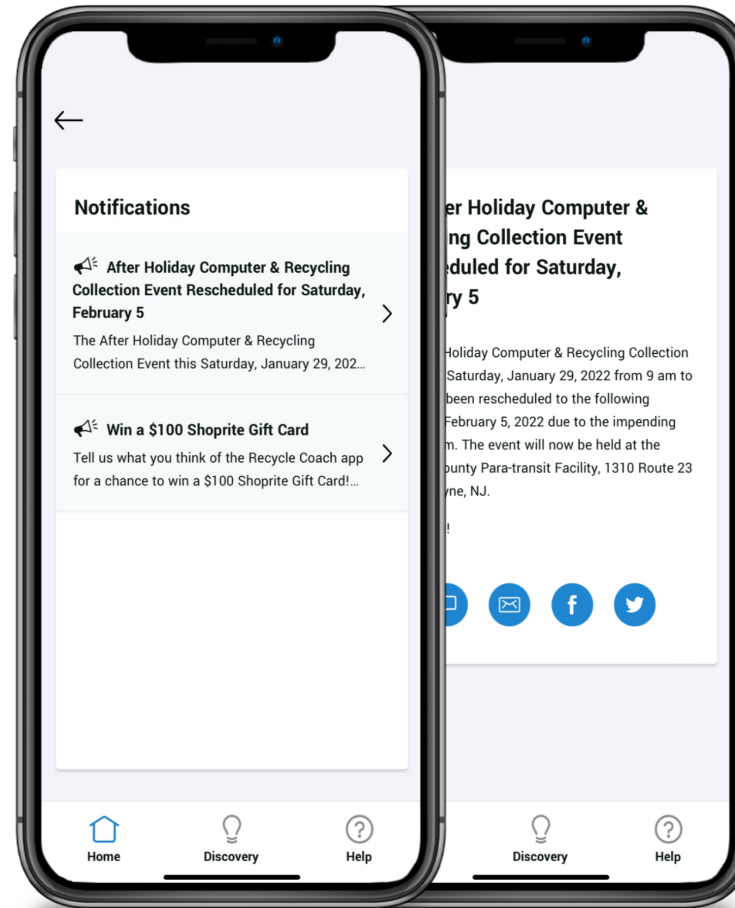 Notifications
After Holiday Computer & Recycling
Collection Event Rescheduled for Saturday,
February 5
The After Holiday Computer & Recycling
Collection Event this Saturday, January 29, 202...
Win a $100 Shoprite Gift Card
Tell us what you think of the Recycle Coach app
for a chance to win a $100 Shoprite Gift Card!...
Home
Discovery
Help
er Holiday Computer &
ng Collection Event
eduled for Saturday,
ry 5
Holiday Computer & Recycling Collection
Saturday, January 29, 2022 from 9 am to
been rescheduled to the following
February 5, 2022 due to the impending
m. The event will now be held at the
ounty Para-transit Facility, 1310 Route 23
yne, NJ.
!
Discovery
Help